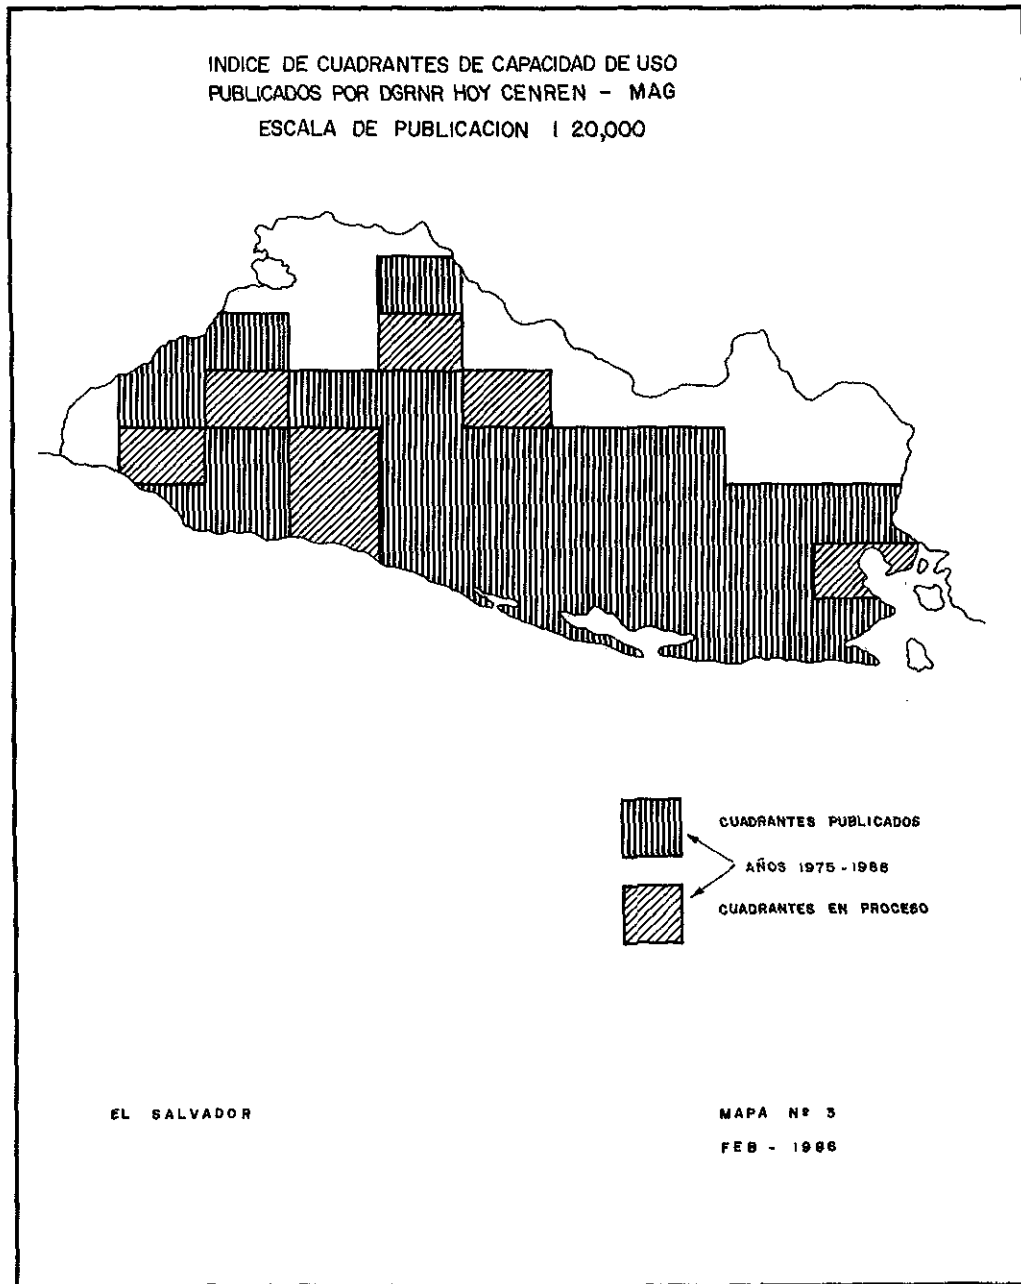 INDICE DE CUADRANTES DE CAPACIDAD DE USO
PUBLICADOS POR DGRNR HOY CENREN - MAG
ESCALA DE PUBLICACION 1 20,000
CUADRANTES PUBLICADOS
AÑOS 1975-1986
CUADRANTES EN PROCESO
EL SALVADOR
MAPA Nº 3
FEB - 1986